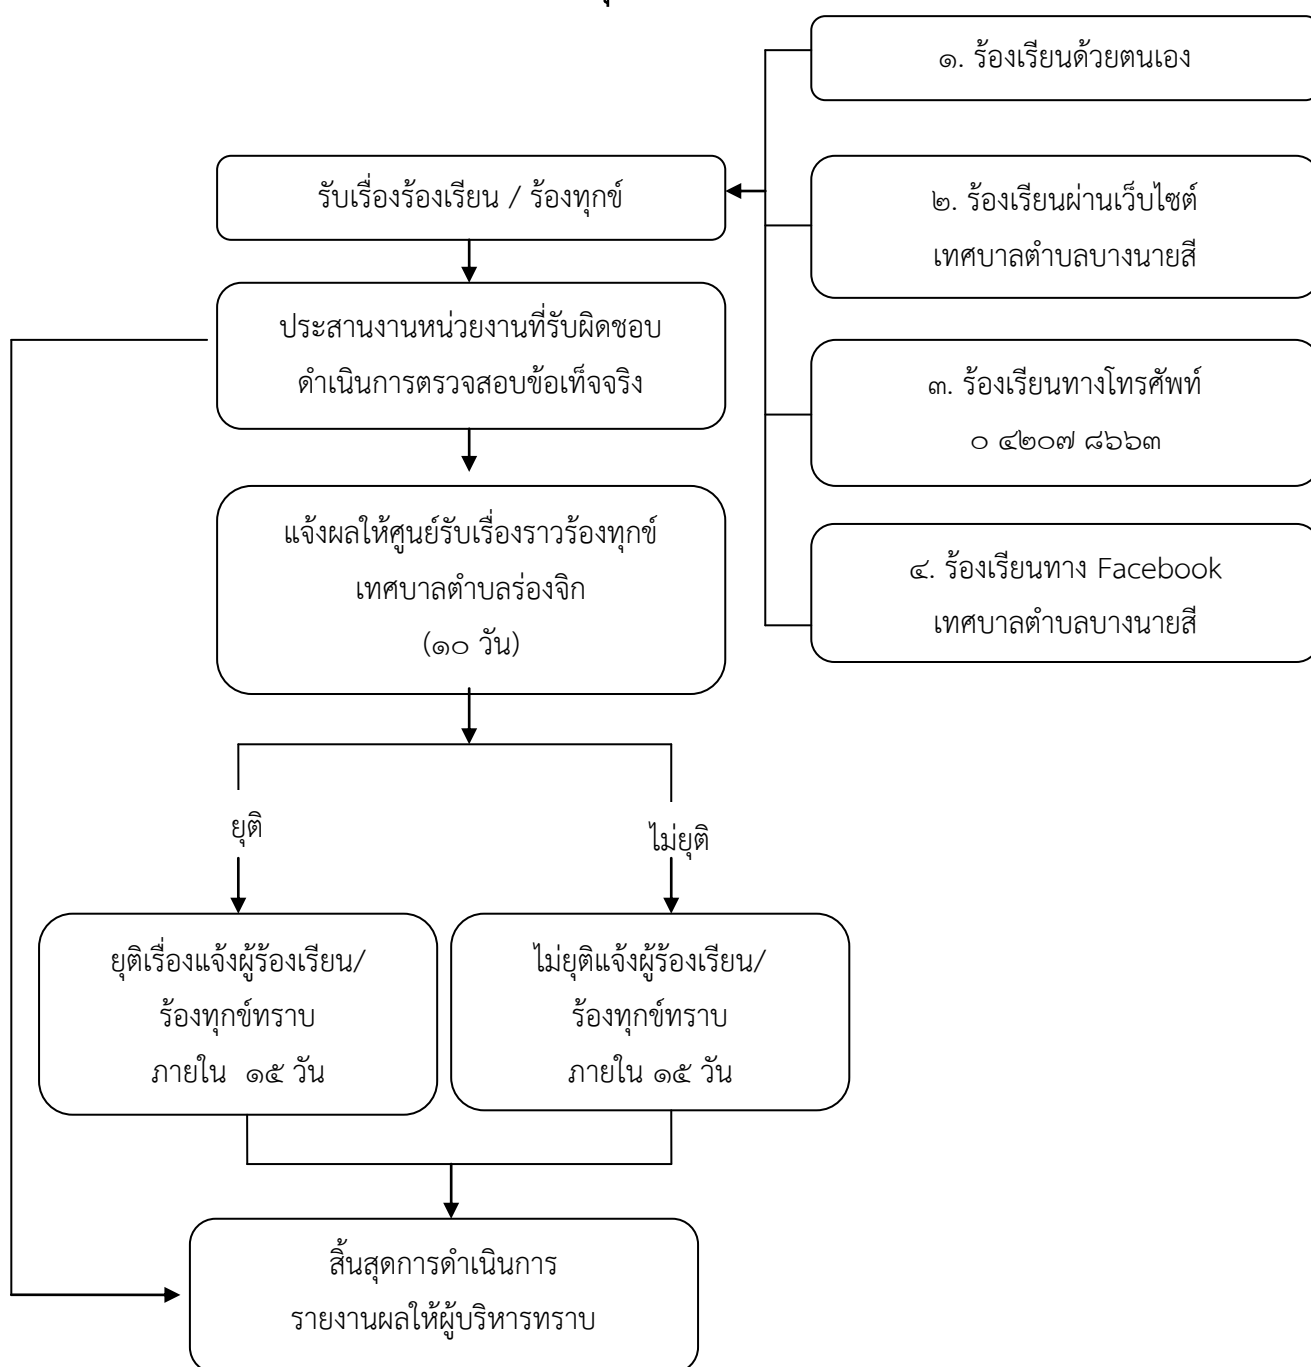 ๑. ร้องเรียนด้วยตนเอง
รับเรื่องร้องเรียน / ร้องทุกข์
๒. ร้องเรียนผ่านเว็บไซต์
เทศบาลตำบลบางนายสี
ประสานงานหน่วยงานที่รับผิดชอบ
ดำเนินการตรวจสอบข้อเท็จจริง
๓. ร้องเรียนทางโทรศัพท์
๐ ๔๒๐๗ ๘๖๖๓
แจ้งผลให้ศูนย์รับเรื่องราวร้องทุกข์
เทศบาลตำบลร่องจิก
(๑๐ วัน)
๔. ร้องเรียนทาง Facebook
เทศบาลตำบลบางนายสี
ยุติ
ไม่ยุติ
ยุติเรื่องแจ้งผู้ร้องเรียน/
ร้องทุกข์ทราบ
ภายใน ๑๕ วัน
ไม่ยุติแจ้งผู้ร้องเรียน/
ร้องทุกข์ทราบ
ภายใน ๑๕ วัน
สิ้นสุดการดำเนินการ
รายงานผลให้ผู้บริหารทราบ